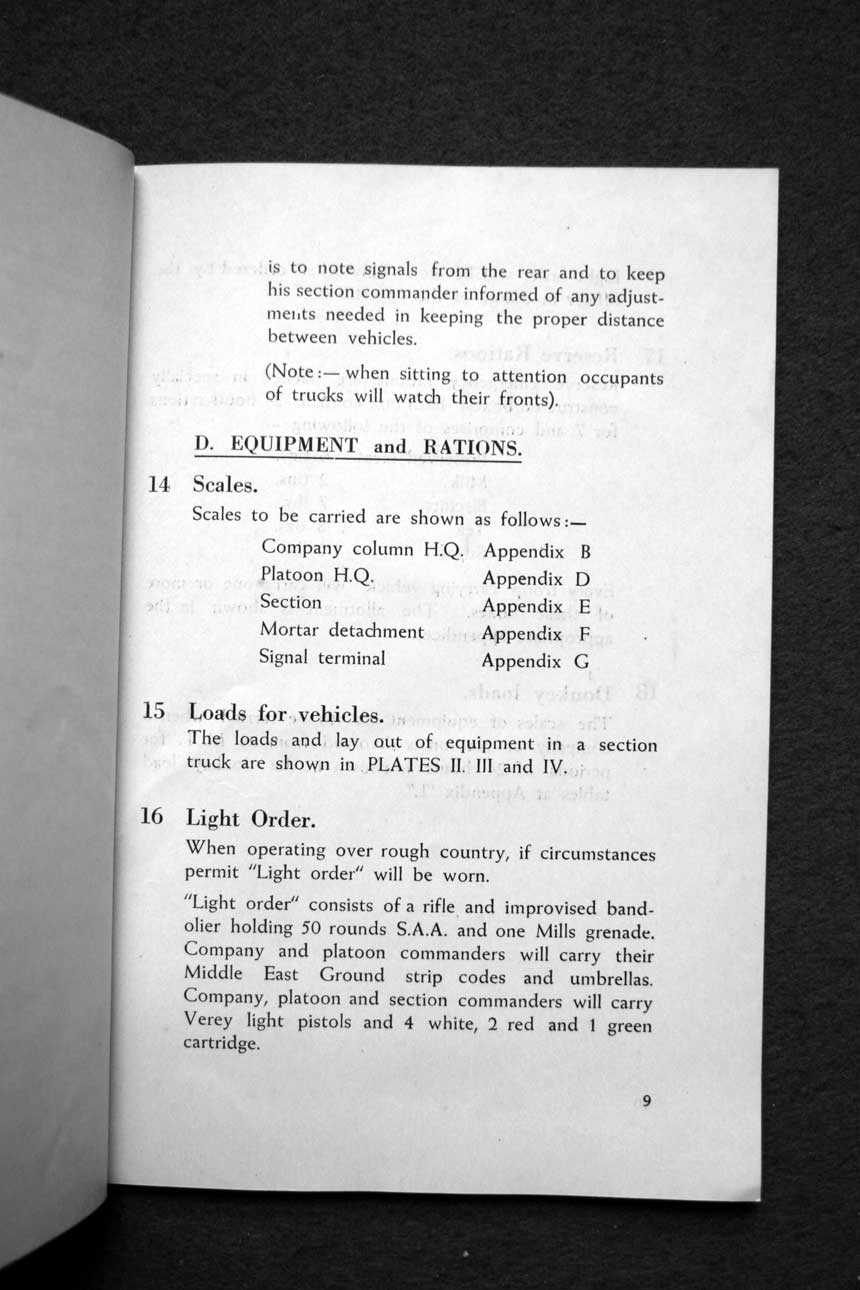 is to note signals from the rear and to keep
his section commander informed of any adjust-
ments needed in keeping the proper distance
between vehicles.
(Note:— when sitting to attention occupants
of trucks will watch their fronts).
D. EQUIPMENT and RATIONS.
14 Scales.
Scales to be carried are shown as follows:—
Company column H.Q. Appendix B
Platoon H.Q. Appendix D
Section Appendix E
Mortar detachment Appendix F
Signal terminal Appendix G
15 Loads for vehicles.
The loads and lay out of equipment in a section
truck are shown in PLATES II. III and IV.
16 Light Order.
When operating over rough country, if circumstances
permit "Light order" will be worn.
"Light order" consists of a rifle and improvised band-
olier holding 50 rounds S.A.A. and one Mills grenade.
Company and platoon commanders will carry their
Middle East Ground strip codes and umbrellas.
Company, platoon and section commanders will carry
Verey light pistols and 4 white, 2 red and 1 green
cartridge.
9